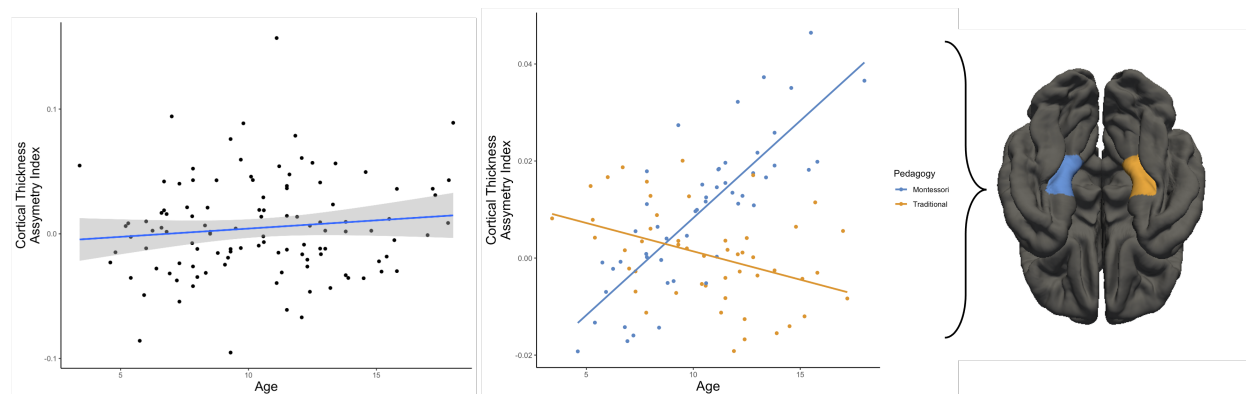 Cortical Thickness
Assymetry Index
0.1
0.0
-0.1
5
10
15
Age
Cortical Thickness
Assymetry Index
0.04
0.02
0.00
-0.02
5
10
15
Age
Pedagogy
Montessori
Traditional